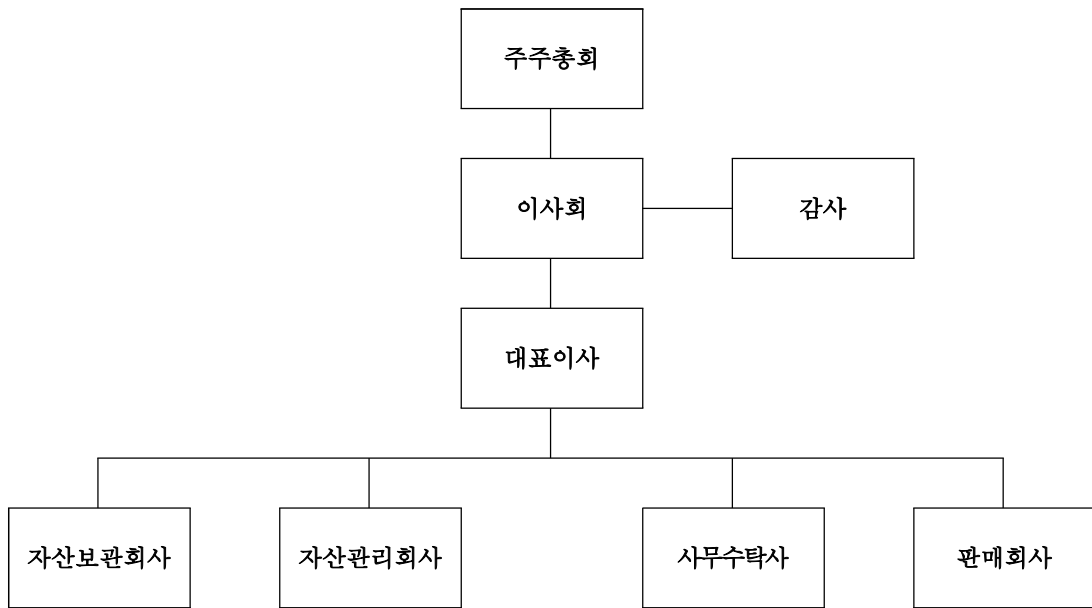 주주총회
이사회
감사
대표이사
자산보관회사
자산관리회사
사무수탁사
판매회사